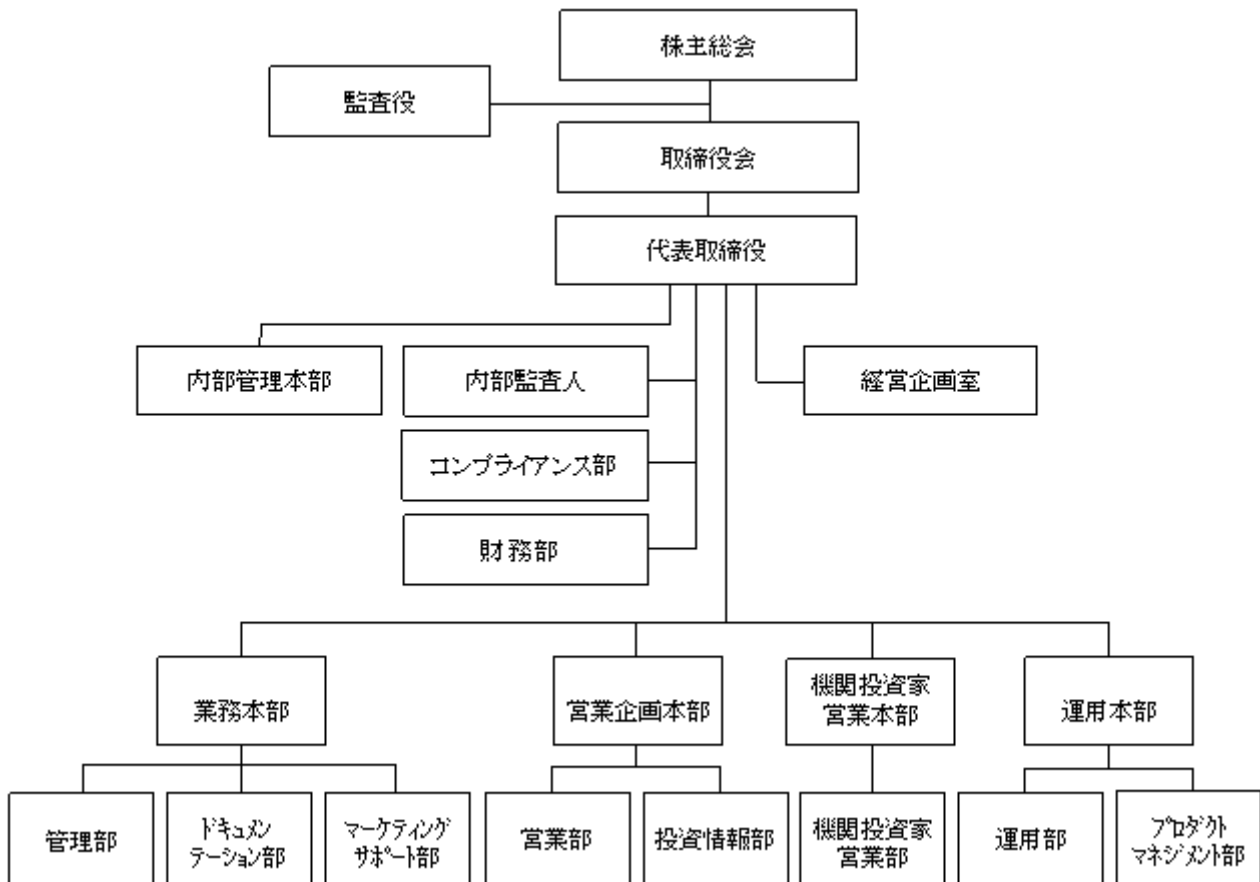 株主総会
監査役
取締役会
代表取締役
内部管理本部
内部監査人
経営企画室
コンプライアンス部
財務部
業務本部
営業企画本部
機関投資家
営業本部
運用本部
管理部
ドキュメン
テーション部
マーケティング
サポート部
営業部
投資情報部
機関投資家
営業部
運用部
プロダクト
マネジメント部